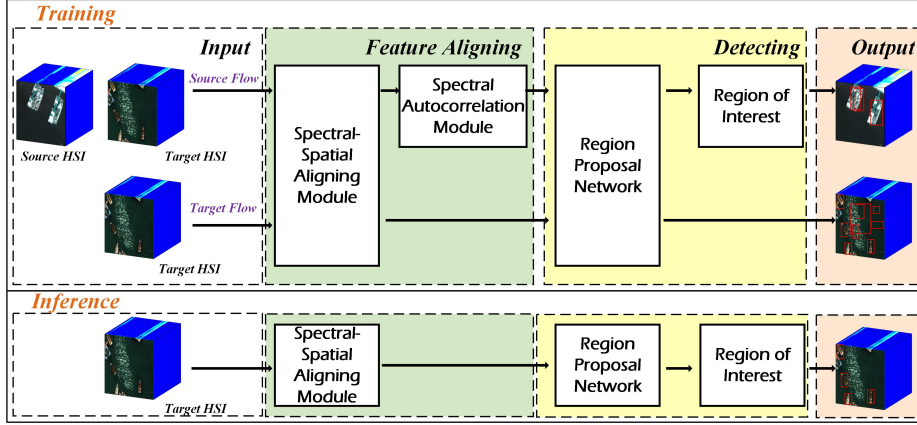 Training
Input
Feature Aligning
Detecting
Output
Source Flow
Source HSI
Target HSI
Spectral-
Spatial
Aligning
Module
Spectral
Autocorrelation
Module
Region
Proposal
Network
Region of
Interest
Target Flow
Target HSI
Inference
Target HSI
Spectral-
Spatial
Aligning
Module
Region
Proposal
Network
Region of
Interest